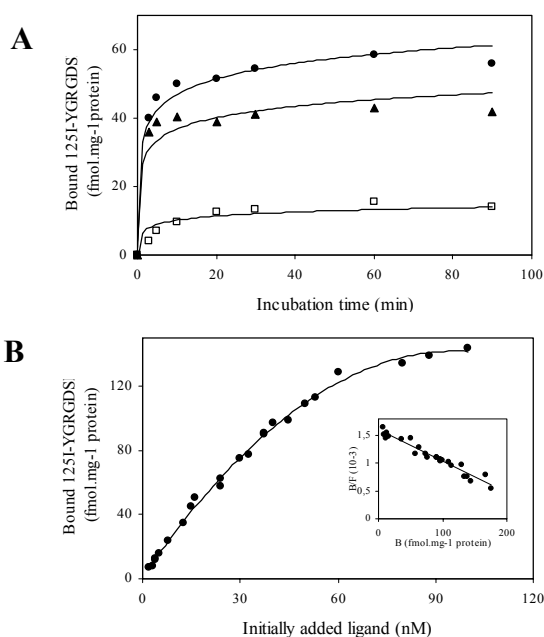 A
Bound 125I-YGRGDS
(fmol.mg-1 protein)
60
40
20
0
0
20
40
60
80
100
Incubation time (min)
B
Bound 125I-YGRGDS
(fmol.mg-1 protein)
120
80
40
0
0
30
60
90
120
Initially added ligand (nM)
B/F (10-3)
1,5
1
0,5
0
0
100
200
B (fmol.mg-1 protein)